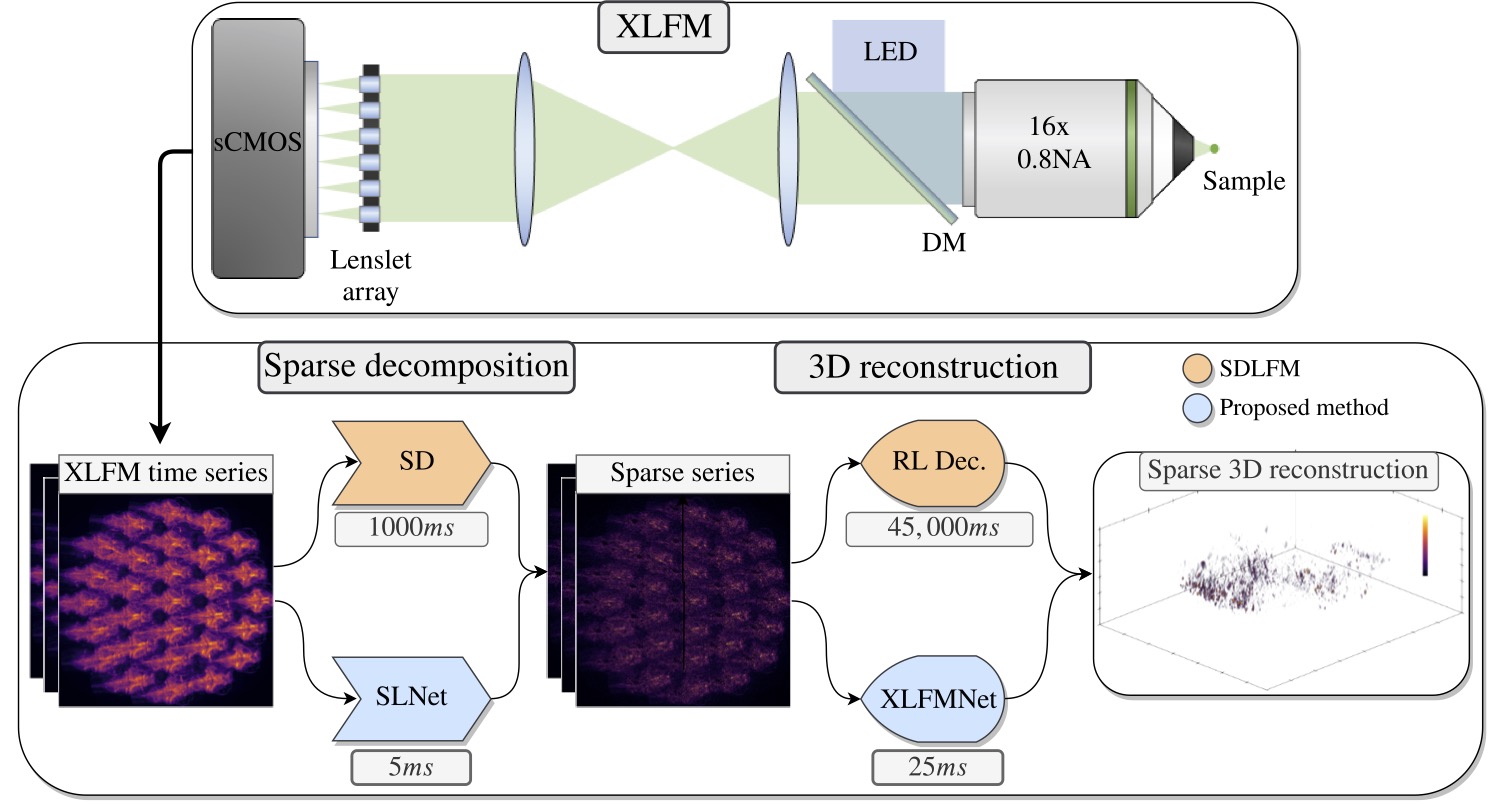 XLFM
LED
sCMOS
16x
0.8NA
Sample
DM
Lenslet
array
Sparse decomposition
3D reconstruction
SDLFM
Proposed method
XLFM time series
SD
1000ms
Sparse series
RL Dec.
45,000ms
Sparse 3D reconstruction
SLNet
5ms
XLFMNet
25ms